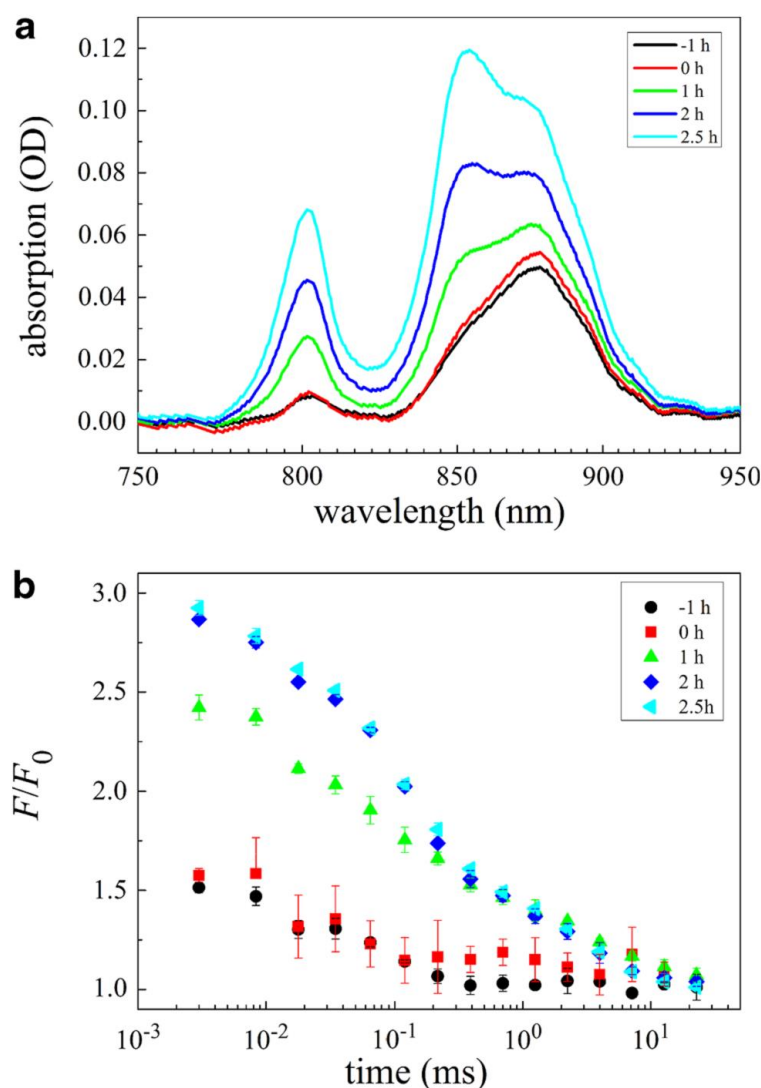 a
absorption (OD)
0.12
0.10
0.08
0.06
0.04
0.02
0.00
-1 h
0 h
1 h
2 h
2.5 h
750 800 850 900 950
wavelength (nm)
b
F/F₀
3.0
2.5
2.0
1.5
1.0
-1 h
0 h
1 h
2 h
2.5h
10⁻³ 10⁻² 10⁻¹ 10⁰ 10¹
time (ms)